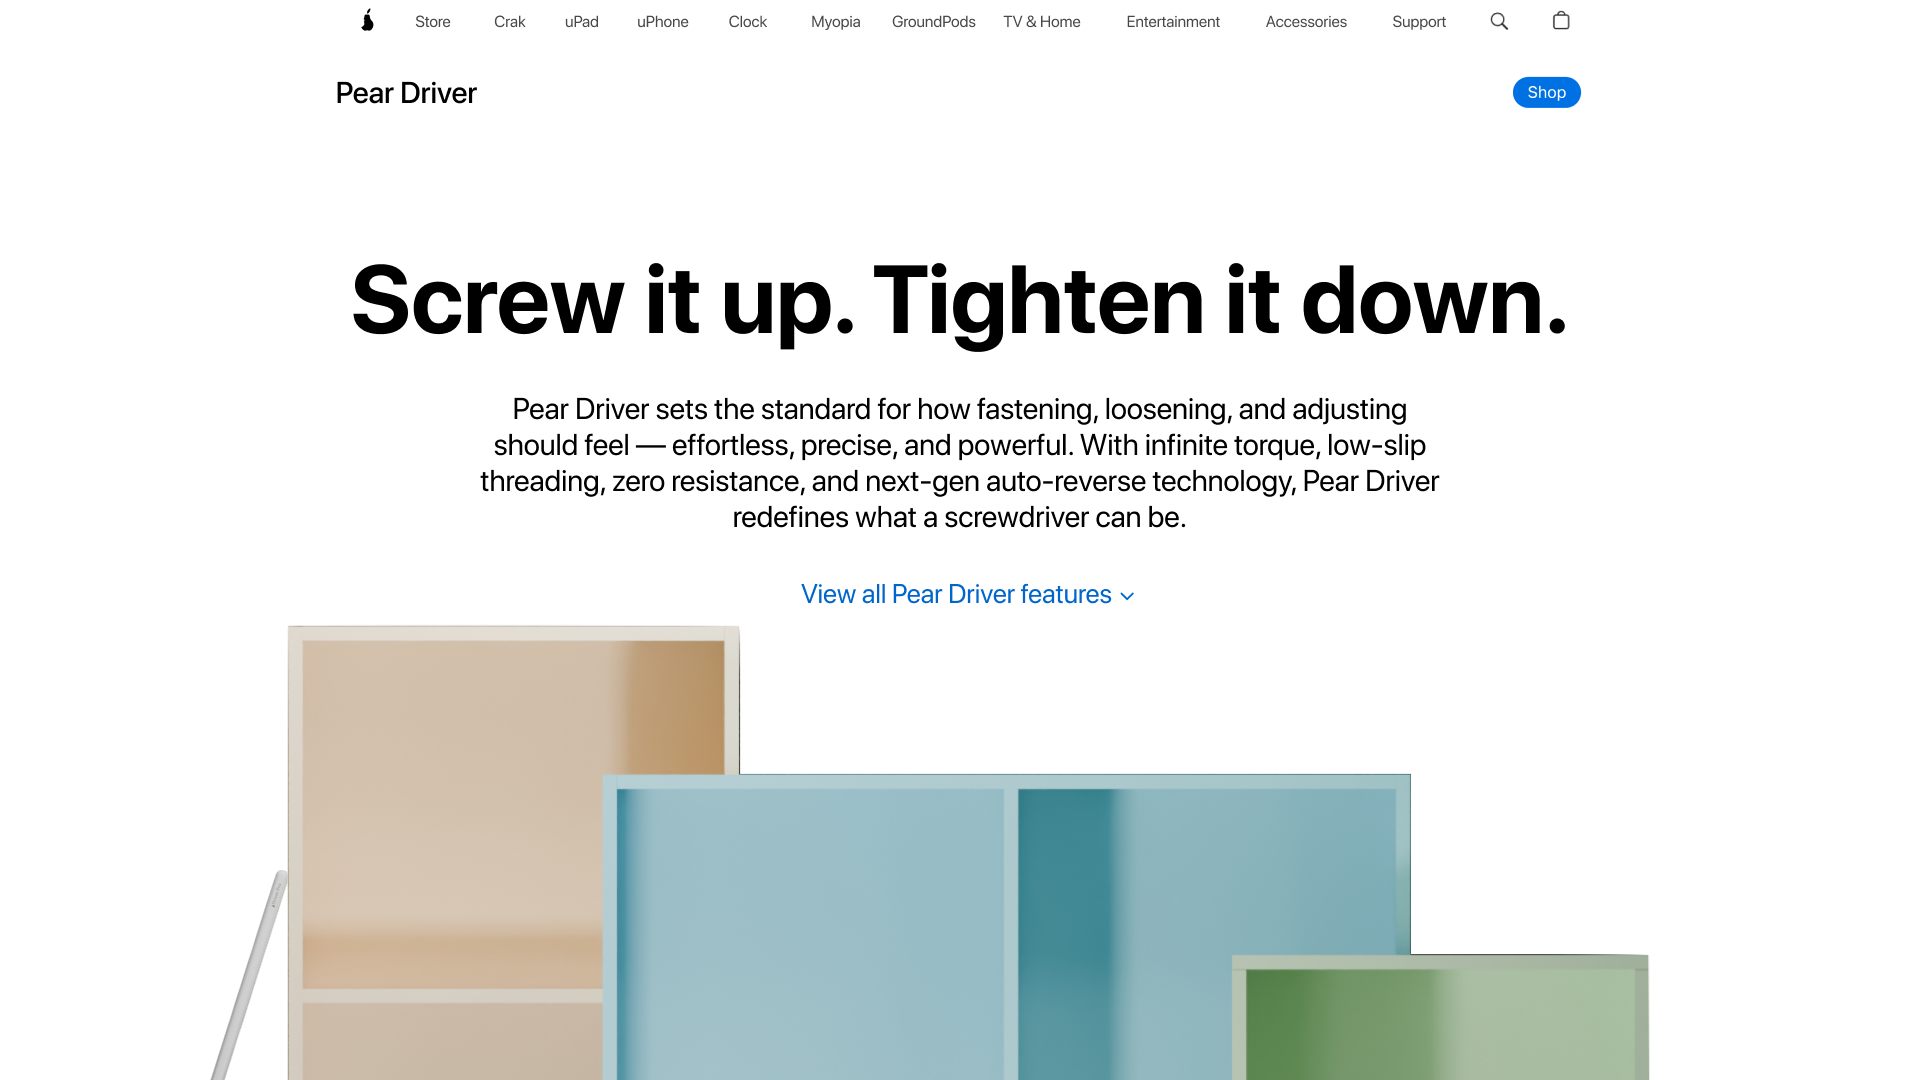 Store Crak uPad uPhone Clock Myopia GroundPods TV & Home Entertainment Accessories Support
Pear Driver
Shop
Screw it up. Tighten it down.
Pear Driver sets the standard for how fastening, loosening, and adjusting
should feel — effortless, precise, and powerful. With infinite torque, low-slip
threading, zero resistance, and next-gen auto-reverse technology, Pear Driver
redefines what a screwdriver can be.
View all Pear Driver features